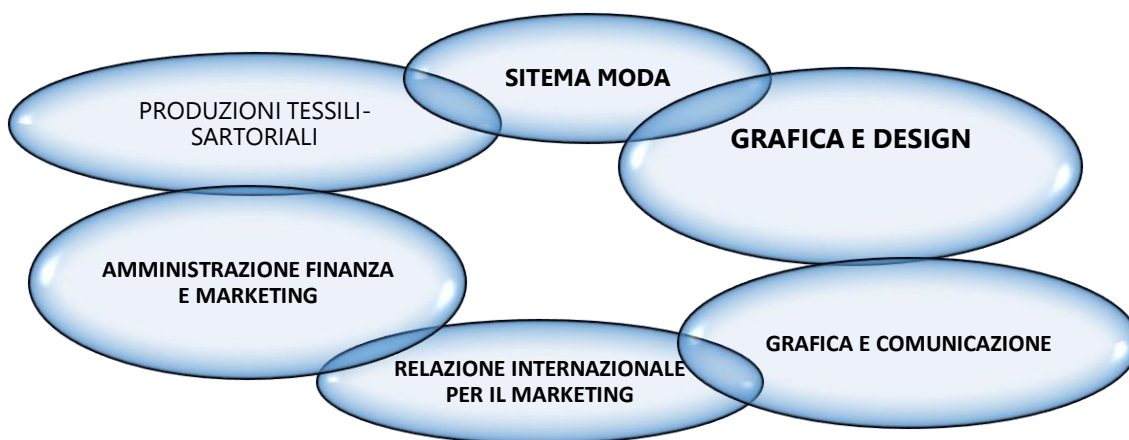 SITEMA MODA
PRODUZIONI TESSILI-
SARTORIALI
GRAFICA E DESIGN
AMMINISTRAZIONE FINANZA
E MARKETING
GRAFICA E COMUNICAZIONE
RELAZIONE INTERNAZIONALE
PER IL MARKETING